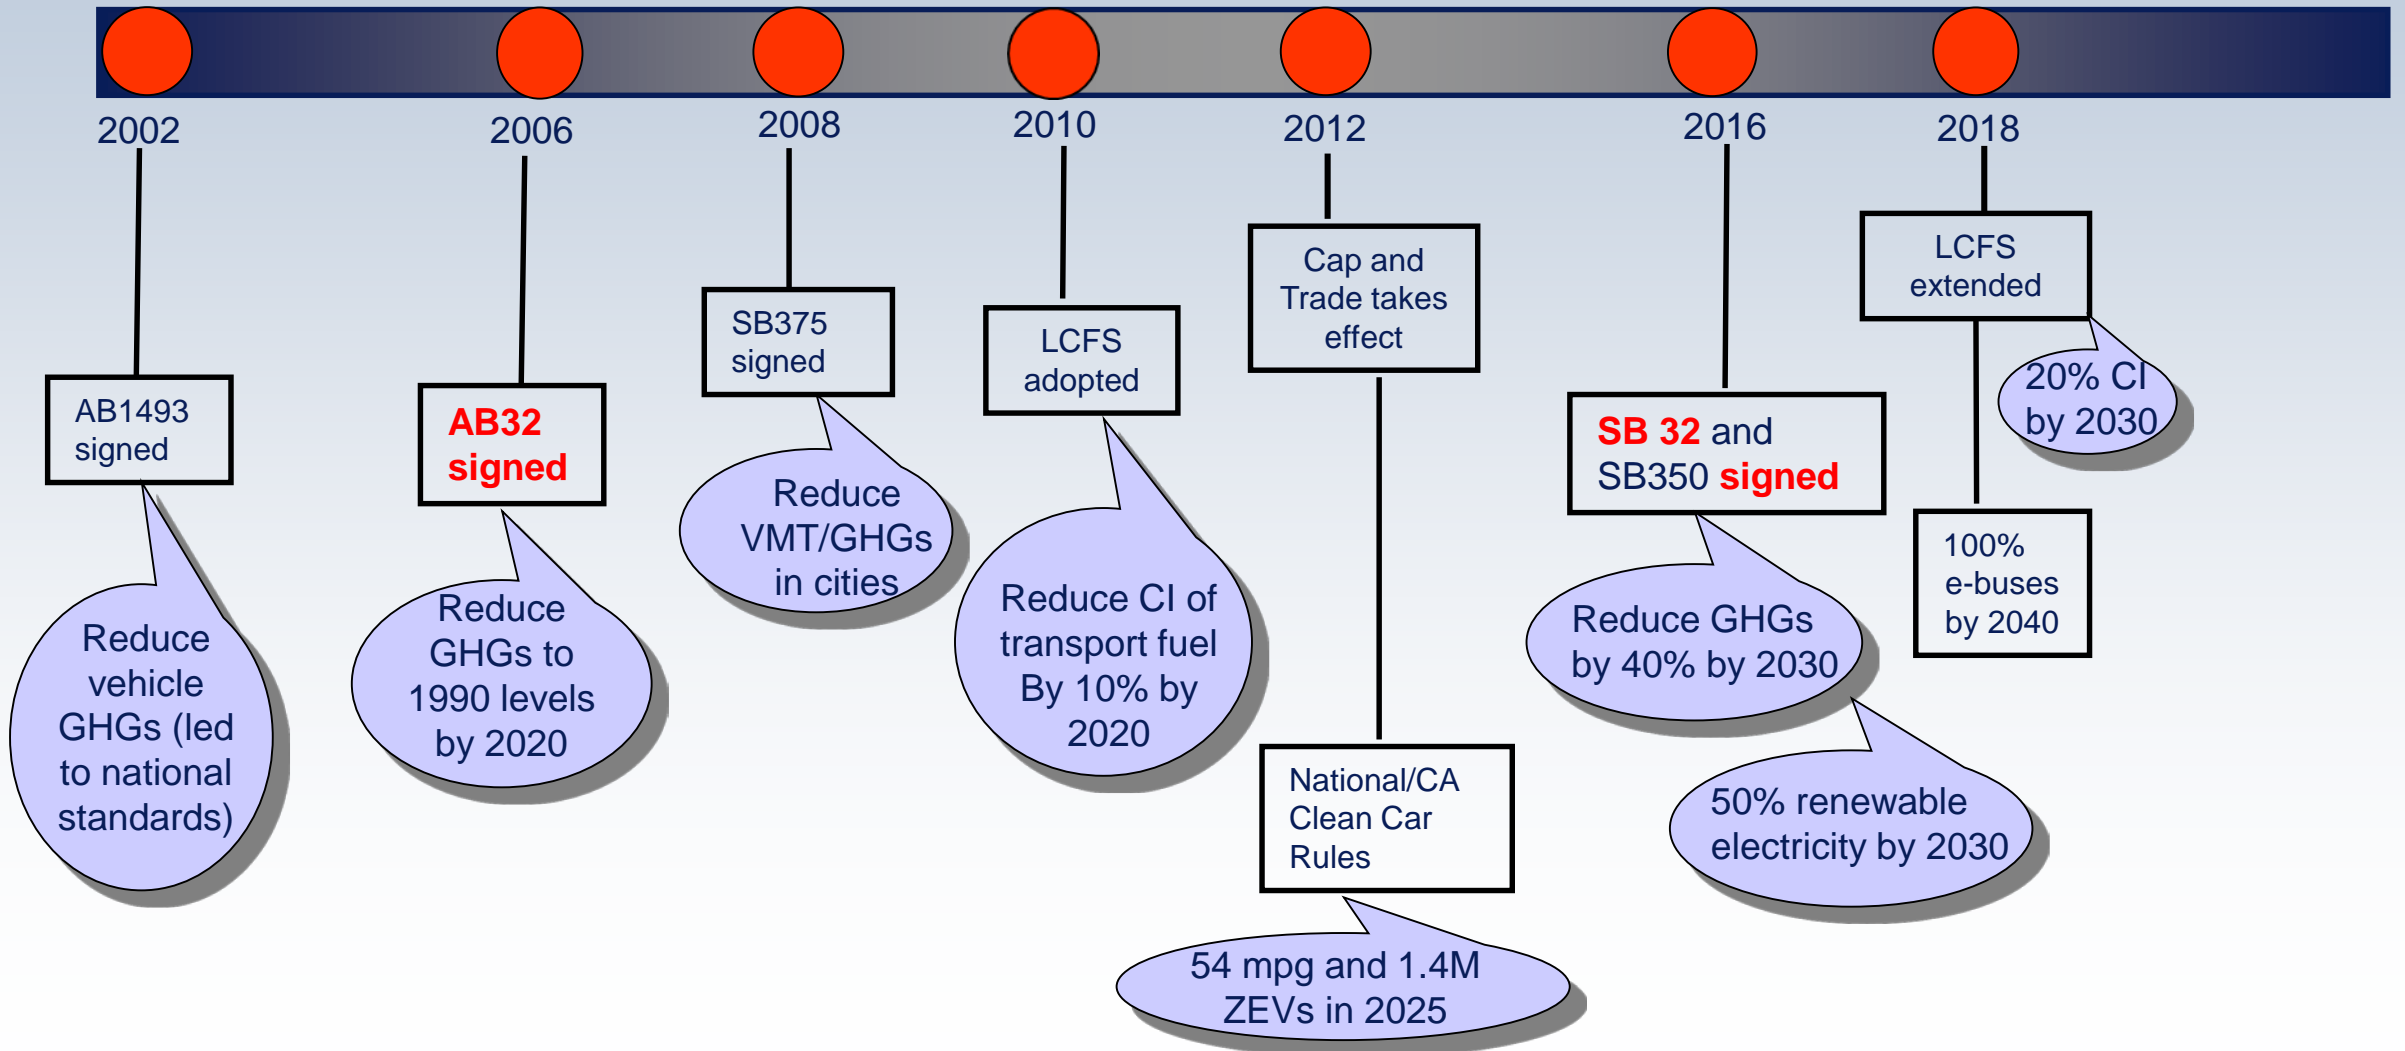 2002
2006
2008
2010
2012
2016
2018
AB1493
signed
Reduce
vehicle
GHGs (led
to national
standards)
AB32
signed
Reduce
GHGs to
1990 levels
by 2020
SB375
signed
Reduce
VMT/GHGs
in cities
LCFS
adopted
Reduce CI of
transport fuel
By 10% by
2020
Cap and
Trade takes
effect
National/CA
Clean Car
Rules
54 mpg and 1.4M
ZEVs in 2025
SB 32 and
SB350 signed
Reduce GHGs
by 40% by 2030
50% renewable
electricity by 2030
LCFS
extended
20% CI
by 2030
100%
e-buses
by 2040